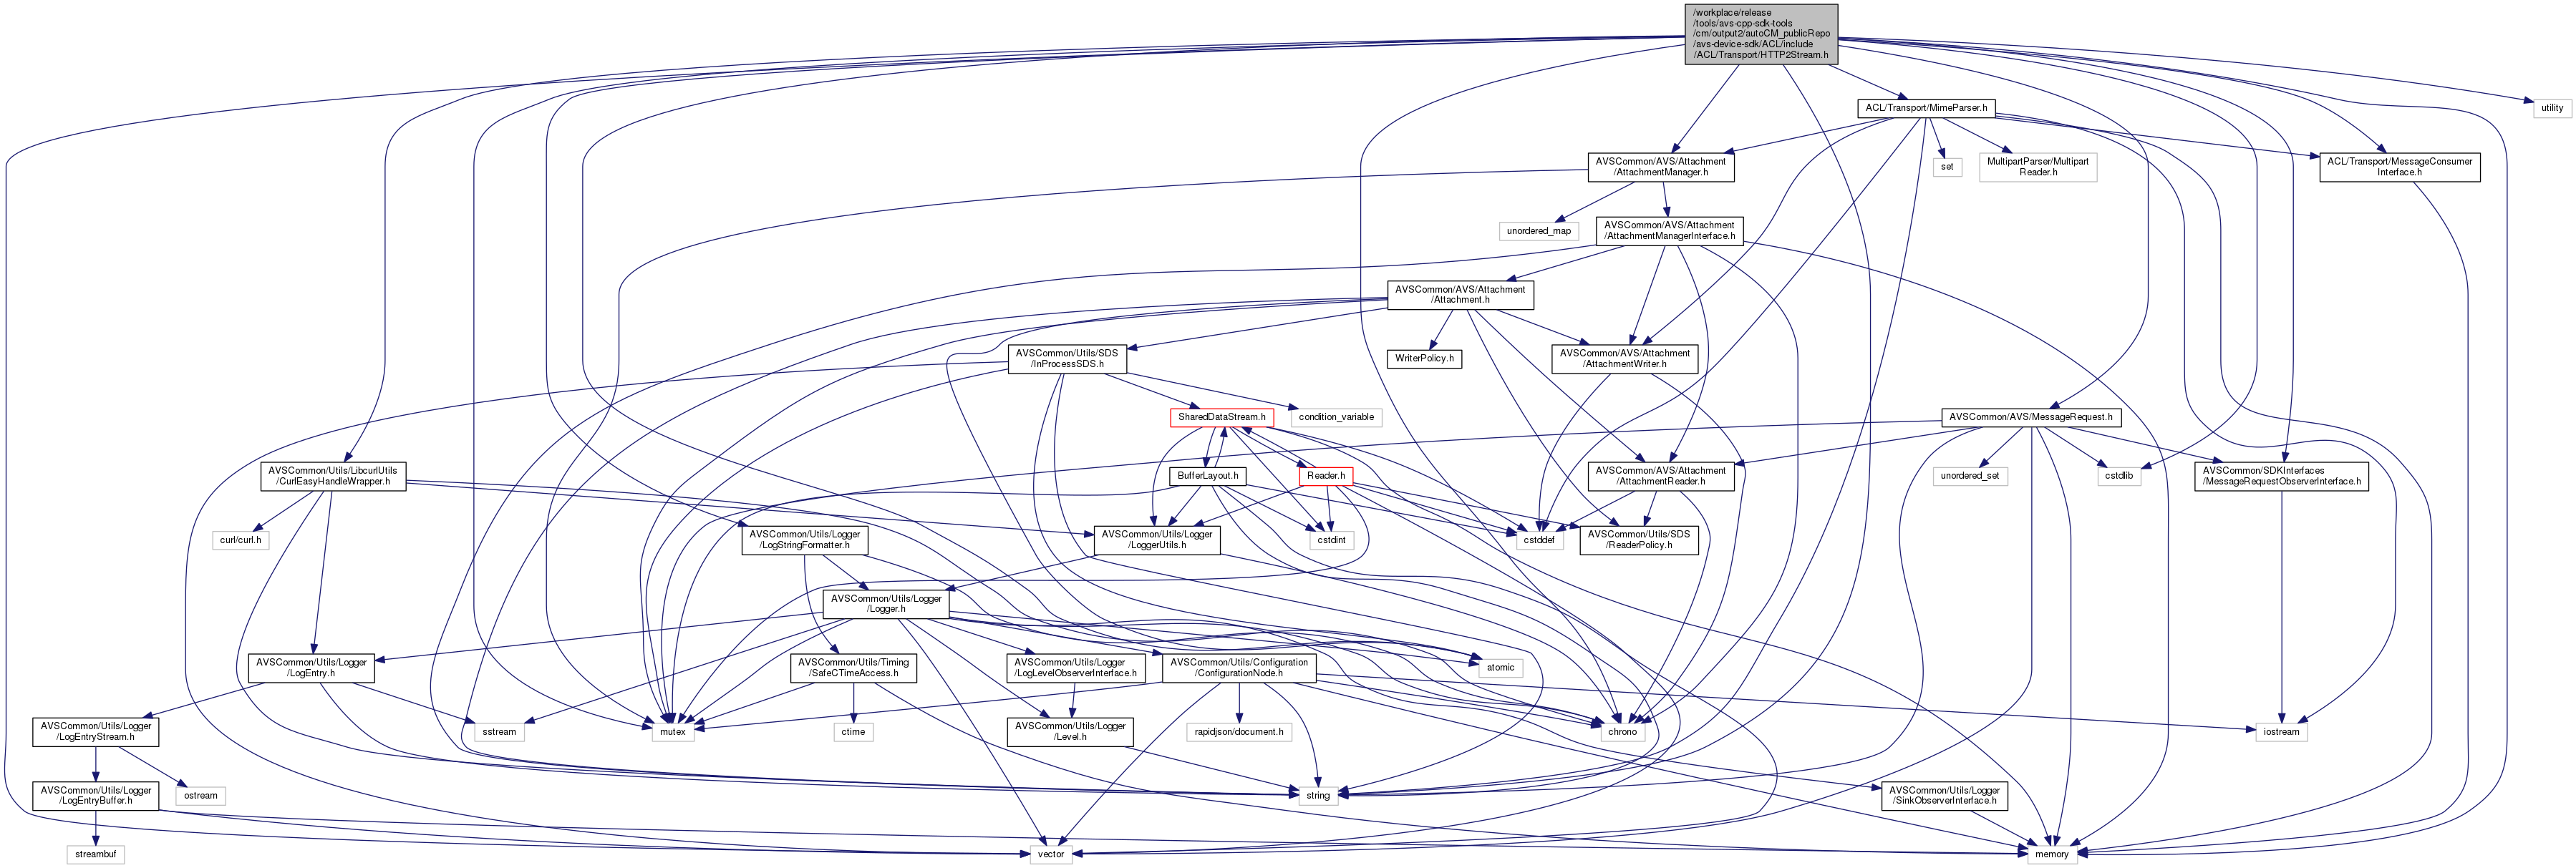 /workplace/release
/tools/avs-cpp-sdk-tools
/cm/output2/autoCM_publicRepo
/avs-device-sdk/ACL/include
/ACL/Transport/HTTP2Stream.h
ACL/Transport/MimeParser.h
utility
AVSCommon/AVS/Attachment
/AttachmentManager.h
set
MultipartParser/Multipart
Reader.h
ACL/Transport/MessageConsumer
Interface.h
unordered_map
AVSCommon/AVS/Attachment
/AttachmentManagerInterface.h
AVSCommon/AVS/Attachment
/Attachment.h
AVSCommon/Utils/SDS
/InProcessSDS.h
WriterPolicy.h
AVSCommon/AVS/Attachment
/AttachmentWriter.h
SharedDataStream.h
condition_variable
AVSCommon/AVS/MessageRequest.h
AVSCommon/Utils/LibcurlUtils
/CurlEasyHandleWrapper.h
BufferLayout.h
Reader.h
AVSCommon/AVS/Attachment
/AttachmentReader.h
unordered_set
cstdlib
AVSCommon/SDKInterfaces
/MessageRequestObserverInterface.h
curl/curl.h
AVSCommon/Utils/Logger
/LogStringFormatter.h
AVSCommon/Utils/Logger
/LoggerUtils.h
cstdint
cstddef
AVSCommon/Utils/SDS
/ReaderPolicy.h
AVSCommon/Utils/Logger
/Logger.h
AVSCommon/Utils/Logger
/LogEntry.h
AVSCommon/Utils/Timing
/SafeCTimeAccess.h
AVSCommon/Utils/Logger
/LogLevelObserverInterface.h
AVSCommon/Utils/Configuration
/ConfigurationNode.h
atomic
AVSCommon/Utils/Logger
/LogEntryStream.h
sstream
mutex
ctime
AVSCommon/Utils/Logger
/Level.h
rapidjson/document.h
chrono
iostream
AVSCommon/Utils/Logger
/LogEntryBuffer.h
ostream
string
AVSCommon/Utils/Logger
/SinkObserverInterface.h
streambuf
vector
memory